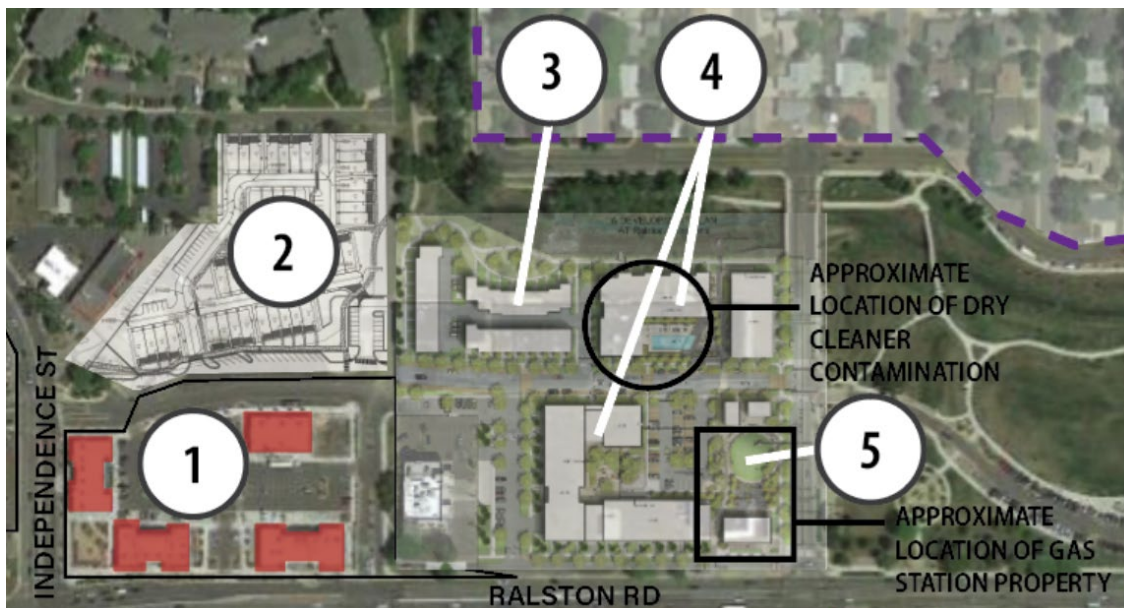 3
4
2
APPROXIMATE
LOCATION OF DRY
CLEANER
CONTAMINATION
1
5
INDEPENDENCE ST
APPROXIMATE
LOCATION OF GAS
STATION PROPERTY
RALSTON RD